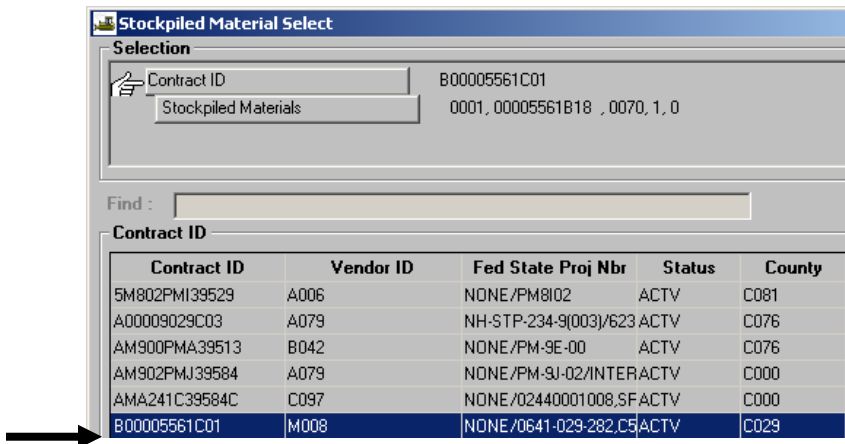 Stockpiled Material Select
Selection
Contract ID B00005561C01
Stockpiled Materials 0001, 00005561B18 , 0070, 1, 0
Find :
Contract ID
Contract ID Vendor ID Fed State Proj Nbr Status County
5M802PMI39529 A006 NONE/PM8I02 ACTV C081
A00009029C03 A079 NH-STP-234-9(003)/623 ACTV C076
AM900PMA39513 B042 NONE/PM-9E-00 ACTV C076
AM902PMJ39584 A079 NONE/PM-9J-02/INTER ACTV C000
AMA241C39584C C097 NONE/02440001008,SF ACTV C000
B00005561C01 M008 NONE/0641-029-282,C5 ACTV C029